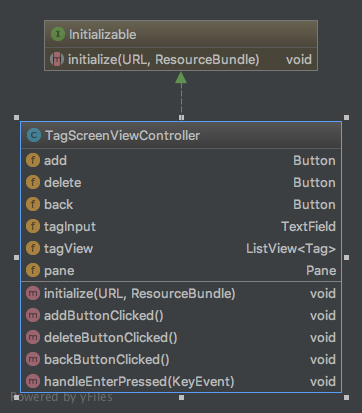 I Initializable
m initialize(URL, ResourceBundle) void
C TagScreenViewController
f add Button
f delete Button
f back Button
f tagInput TextField
f tagView ListView<Tag>
f pane Pane
m initialize(URL, ResourceBundle) void
m addButtonClicked() void
m deleteButtonClicked() void
m backButtonClicked() void
m handleEnterPressed(KeyEvent) void
Powered by yFiles